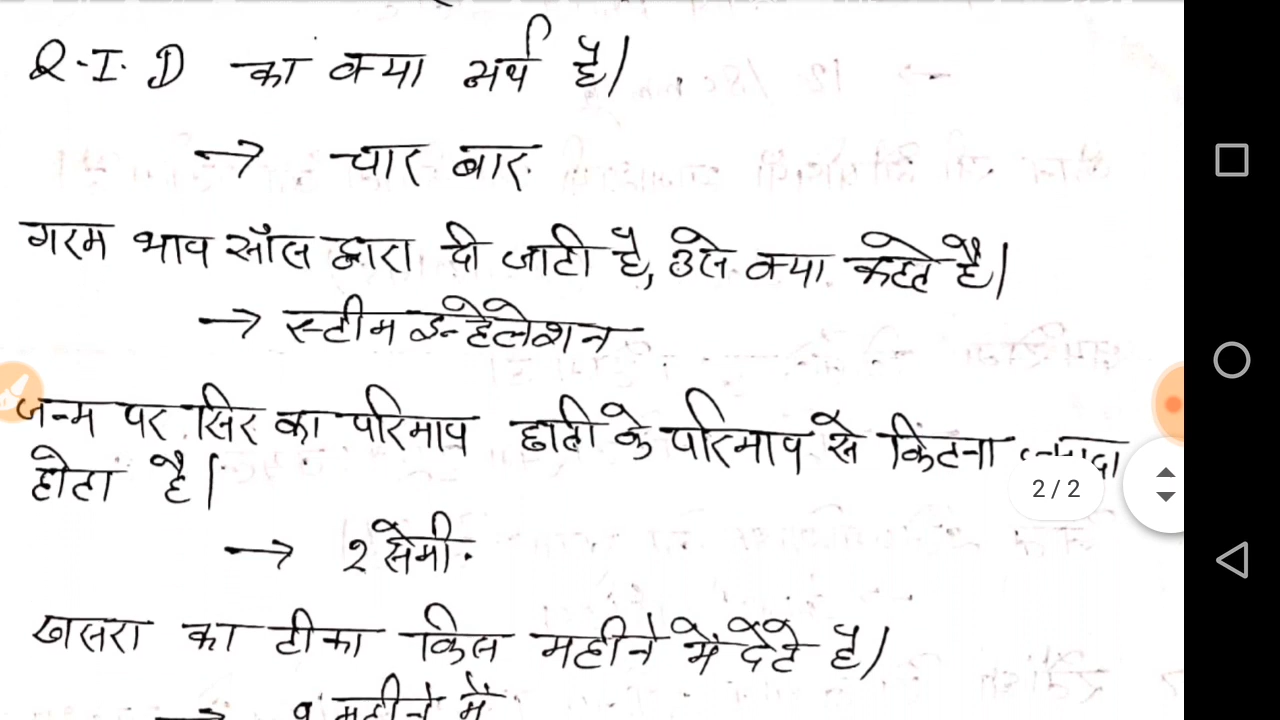 Q.I.D का क्या अर्थ है।
→ चार बार.
गरम भाव साँस द्वारा दी जाती है, उसे क्या कहते है।
→ स्टीम इन्हेलेशन
जन्म पर सिर का परिमाप छाती के परिमाप से कितना ज्यादा
होता है।
2 / 2
→ 2 सेमी.
खसरा का टीका किस महीने में देते है।
→ 9 महीने में